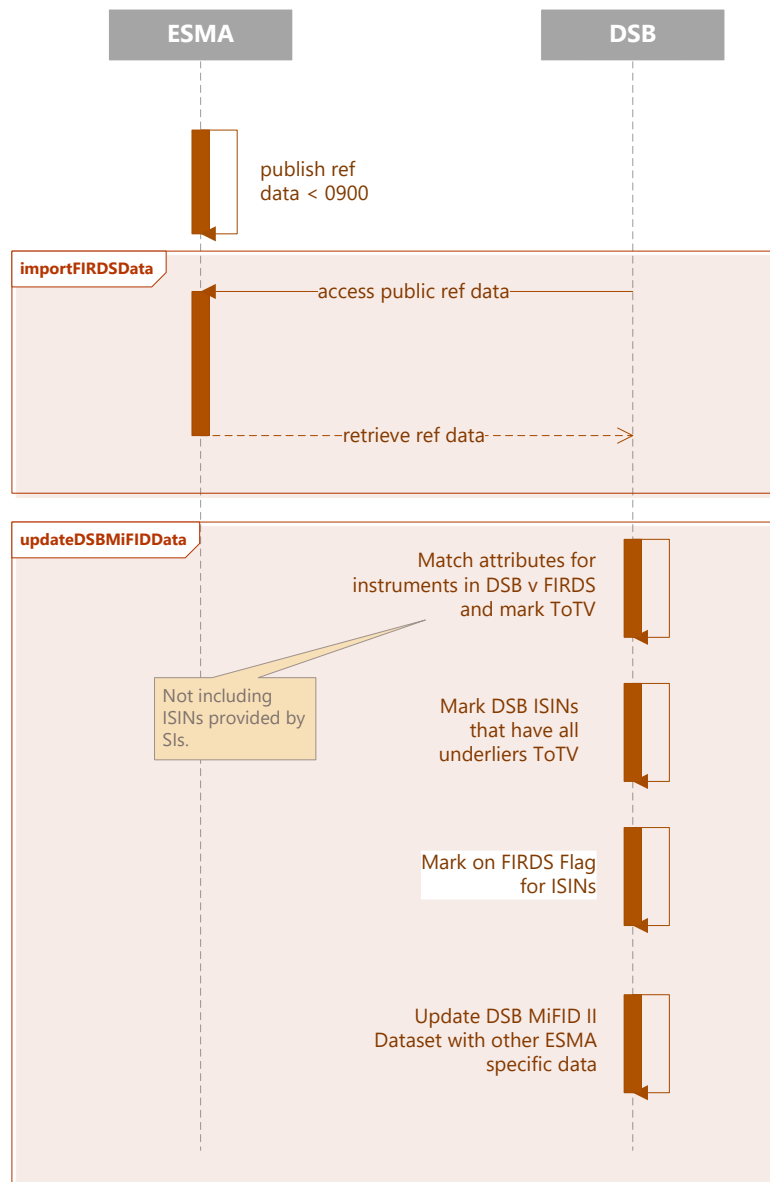 ESMA
DSB
publish ref
data < 0900
importFIRDSData
access public ref data
retrieve ref data
updateDSBMiFIDData
Match attributes for
instruments in DSB v FIRDS
and mark ToTV
Not including
ISINs provided by
SIs.
Mark DSB ISINs
that have all
underliers ToTV
Mark on FIRDS Flag
for ISINs
Update DSB MiFID II
Dataset with other ESMA
specific data